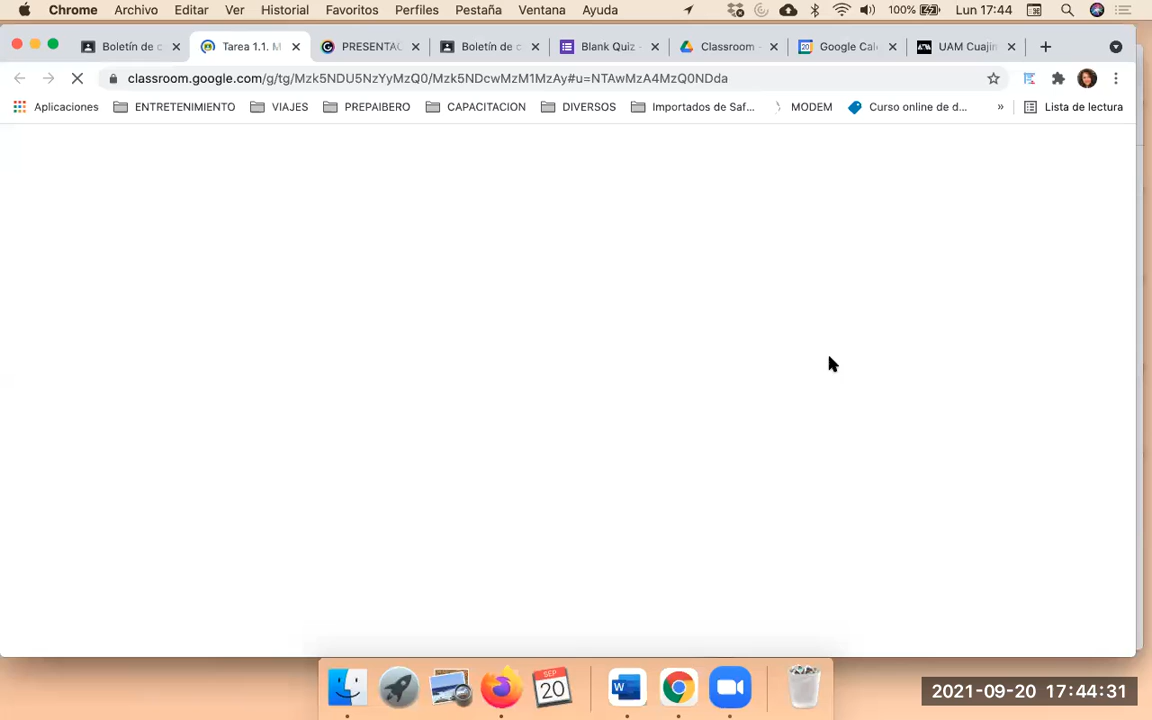 Chrome Archivo Editar Ver Historial Favoritos Perfiles Pestaña Ventana Ayuda 100% Lun 17:44
Boletín de c Tarea 1.1. M PRESENTAC Boletín de c Blank Quiz - Classroom - Google Cale UAM Cuajin
classroom.google.com/g/tg/Mzk5NDU5NzYyMzQ0/Mzk5NDcwMzM1MzAy#u=NTAwMzA4MzQ0NDda
Aplicaciones ENTRETENIMIENTO VIAJES PREPAIBERO CAPACITACION DIVERSOS Importados de Saf... MODEM Curso online de d... » Lista de lectura
SEP
20
W
2021-09-20 17:44:31